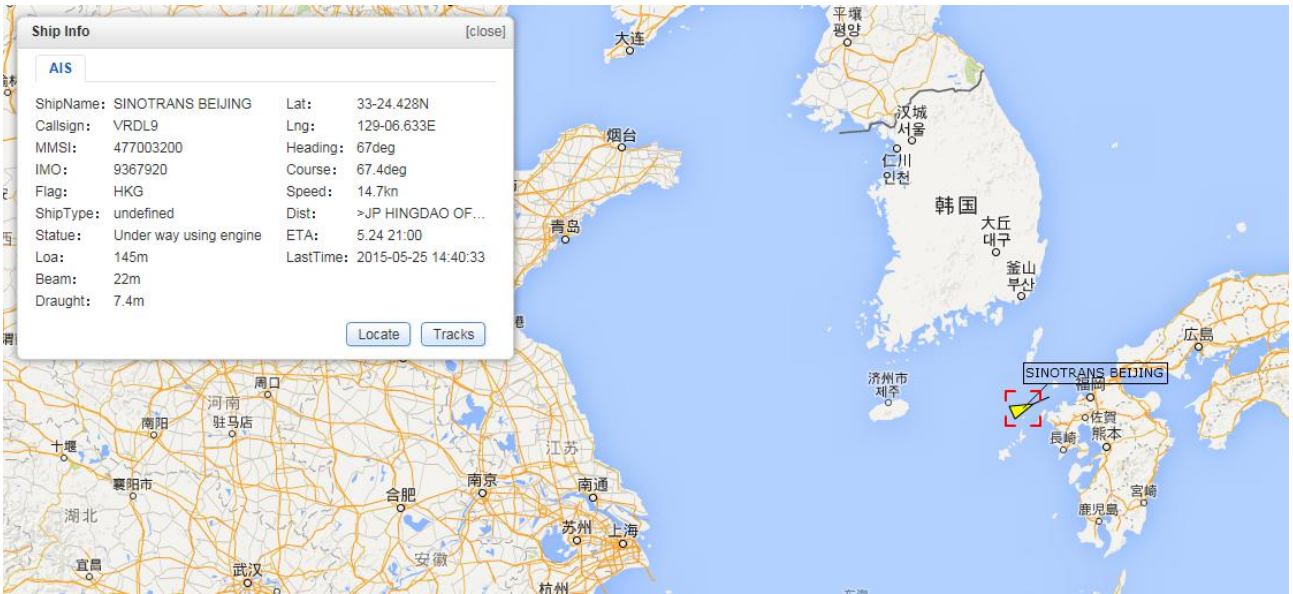 Ship Info [close]
AIS
ShipName: SINOTRANS BEIJING Lat: 33-24.428N
Callsign: VRDL9 Lng: 129-06.633E
MMSI: 477003200 Heading: 67deg
IMO: 9367920 Course: 67.4deg
Flag: HKG Speed: 14.7kn
ShipType: undefined Dist: >JP HINGDAO OF...
Statue: Under way using engine ETA: 5.24 21:00
Loa: 145m LastTime: 2015-05-25 14:40:33
Beam: 22m
Draught: 7.4m
Locate Tracks
平壤
평양
大连
汉城
서울
烟台
仁川
인천
韩国
青岛
大丘
대구
釜山
부산
港
広島
济州市
제주
SINOTRANS BEIJING
福岡
佐賀
長崎
熊本
宮崎
鹿児島
周口
河南
南阳
驻马店
十堰
江苏
襄阳市
南京
南通
合肥
湖北
苏州
上海
宜昌
安徽
武汉
杭州